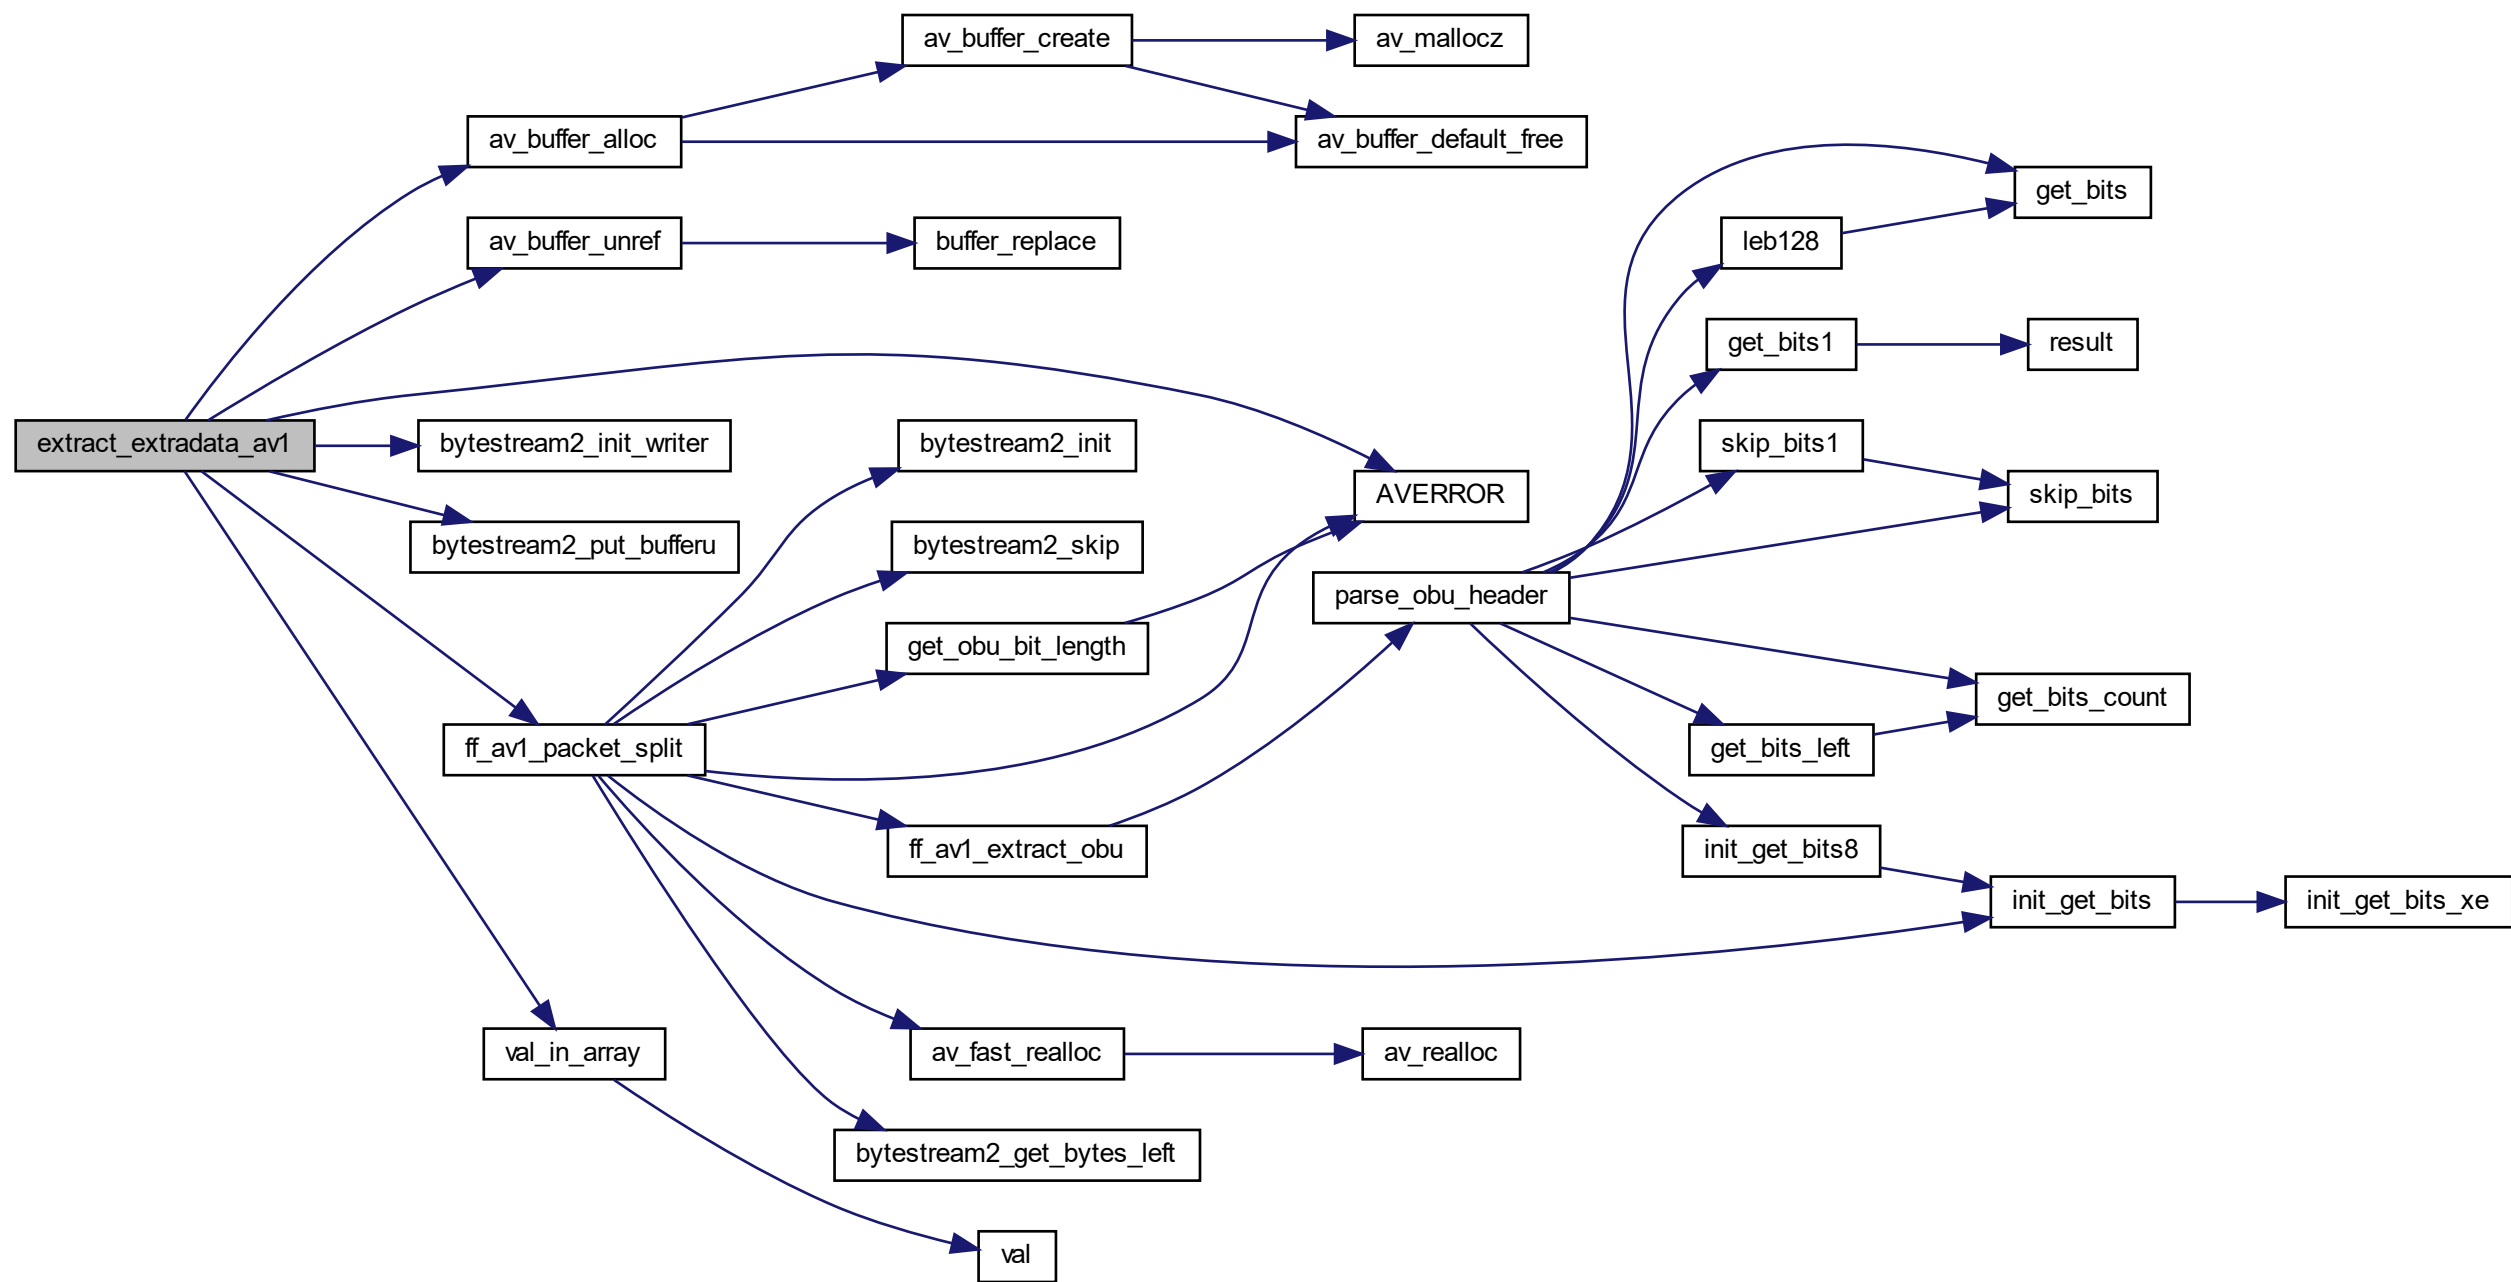 av_buffer_create
av_mallocz
av_buffer_alloc
av_buffer_default_free
get_bits
av_buffer_unref
buffer_replace
leb128
get_bits1
result
extract_extradata_av1
bytestream2_init_writer
bytestream2_init
skip_bits1
AVERROR
skip_bits
bytestream2_put_bufferu
bytestream2_skip
parse_obu_header
get_obu_bit_length
get_bits_count
ff_av1_packet_split
get_bits_left
ff_av1_extract_obu
init_get_bits8
init_get_bits
init_get_bits_xe
val_in_array
av_fast_realloc
av_realloc
bytestream2_get_bytes_left
val